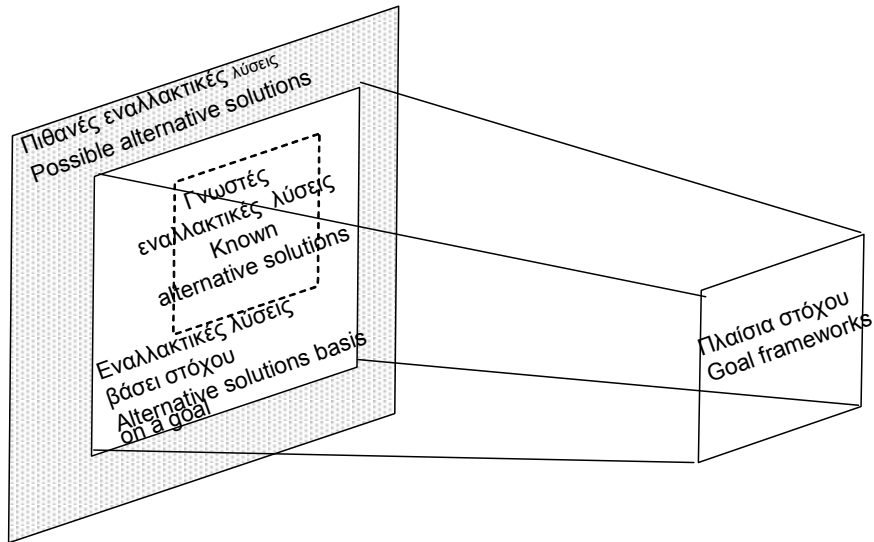 Πιθανές εναλλακτικές λύσεις
Possible alternative solutions
Γνωστές
εναλλακτικές λύσεις
Known
alternative solutions
Εναλλακτικές λύσεις
βάσει στόχου
Alternative solutions basis
on a goal
Πλαίσια στόχου
Goal frameworks